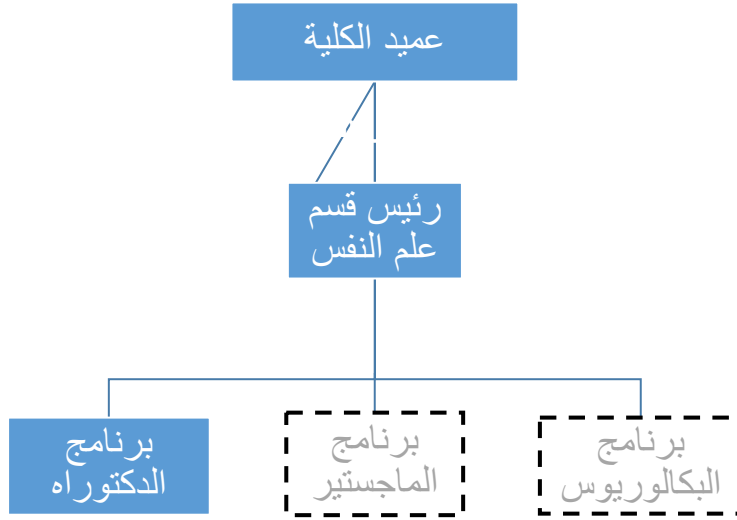 عميد الكلية
رئيس قسم
علم النفس
برنامج
البكالوريوس
برنامج
الماجستير
برنامج
الدكتوراه